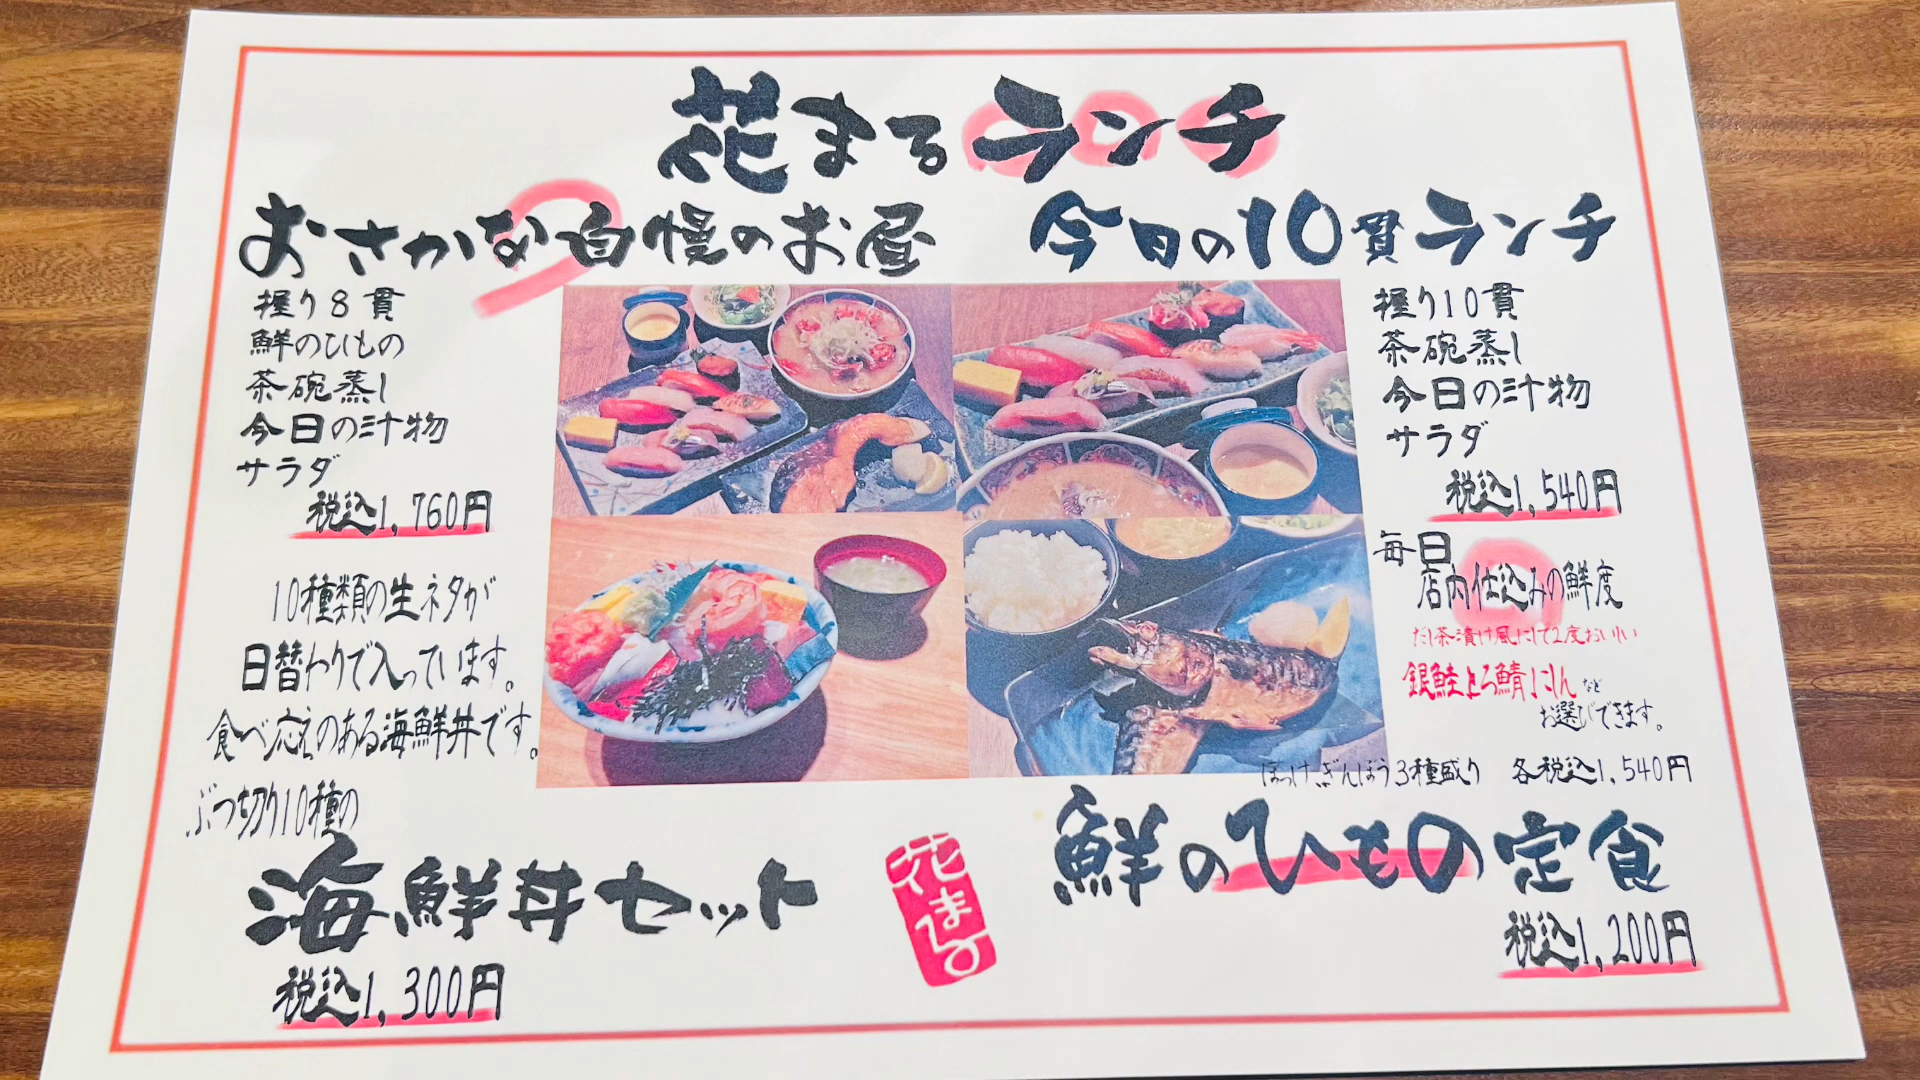 花まるランチ
おさかな自慢のお昼
握り8貫
鮮のひもの
茶碗蒸し
今日の汁物
サラダ
税込1,760円
今日の10貫ランチ
握り10貫
茶碗蒸し
今日の汁物
サラダ
税込1,540円
10種類の生ネタが
日替わりで入っています。
食べ応えのある海鮮丼です。
ぶつ切り10種の
海鮮丼セット
税込1,300円
毎日
店内仕込みの鮮度
だし茶漬け風にして2度おいしい
銀鮭とろ鯖にしんなど
お選びできます。
ほっけ、ぎんぽう3種盛り 各税込1,540円
鮮のひもの定食
税込1,200円
花まる